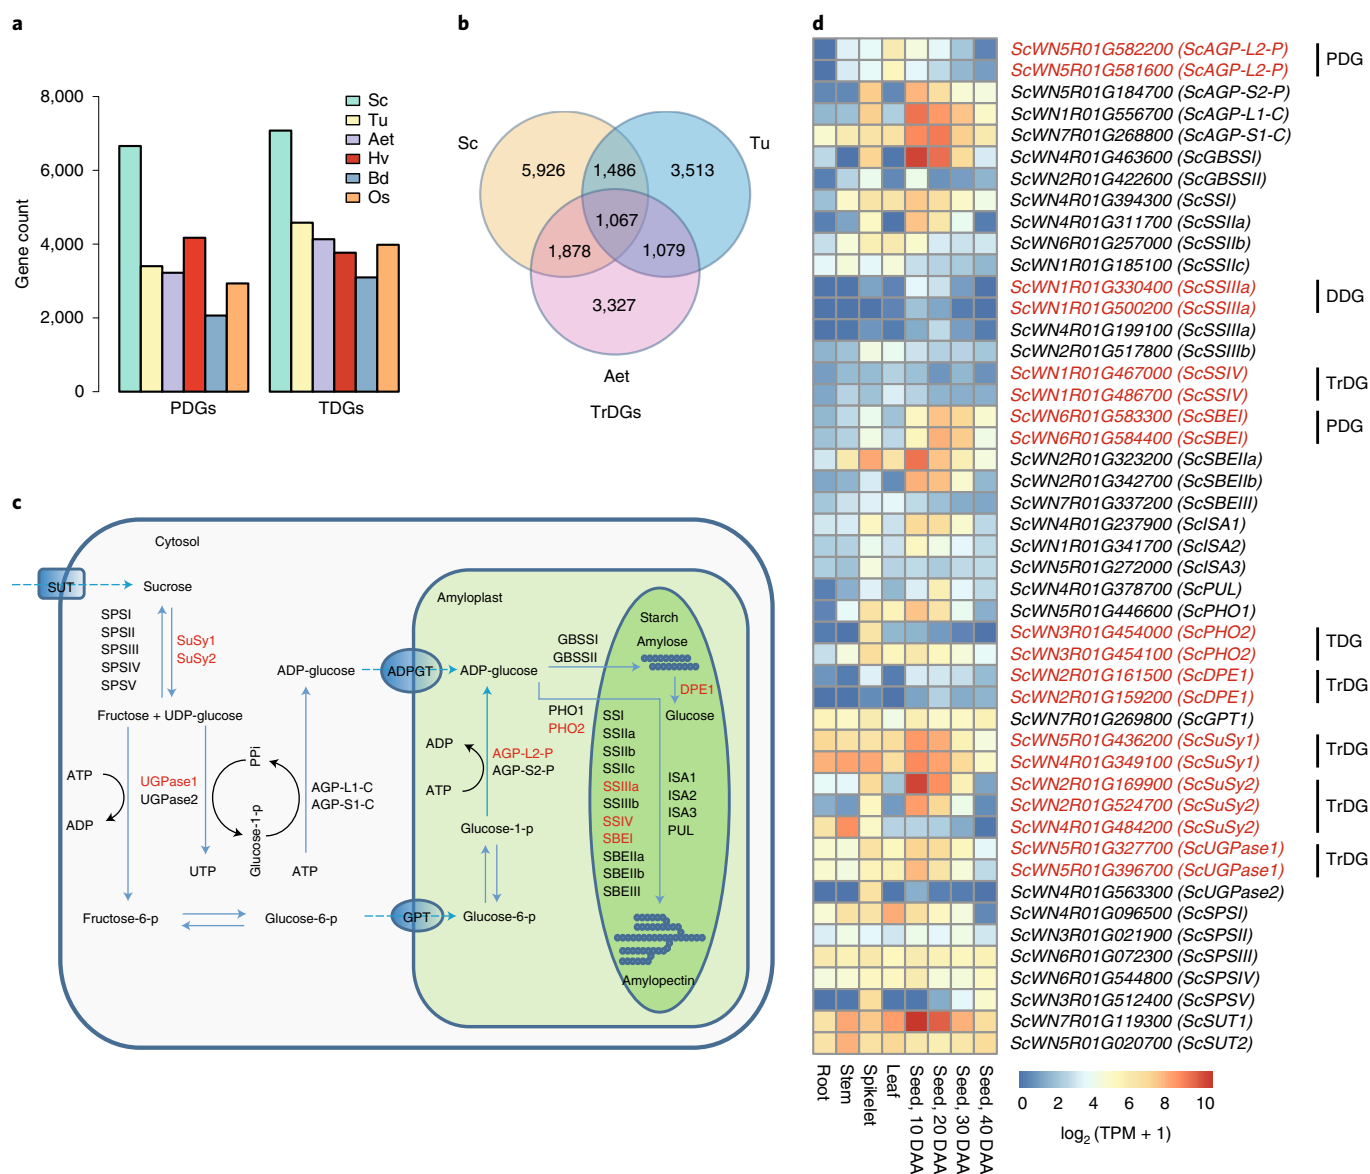 a
8,000
6,000
4,000
2,000
0
Gene count
Sc
Tu
Aet
Hv
Bd
Os
PDGs
TDGs
b
Sc
Tu
5,926
1,486
3,513
1,067
1,878
1,079
3,327
Aet
TrDGs
c
Cytosol
SUT
Sucrose
SPSI
SPSII
SPSIII
SPSIV
SPSV
SuSy1
SuSy2
Fructose + UDP-glucose
ATP
ADP
UGPase1
UGPase2
PPi
Glucose-1-p
AGP-L1-C
AGP-S1-C
UTP
ATP
ADP-glucose
Fructose-6-p
Glucose-6-p
Amyloplast
ADPGT
ADP-glucose
GBSSI
GBSSII
ADP
ATP
AGP-L2-P
AGP-S2-P
PHO1
PHO2
Glucose-1-p
GPT
Glucose-6-p
Starch
Amylose
DPE1
Glucose
SSI
SSIIa
SSIIb
SSIIc
SSIIIa
SSIIIb
SSIV
SBEI
SBEIIa
SBEIIb
SBEIII
ISA1
ISA2
ISA3
PUL
Amylopectin
d
ScWN5R01G582200 (ScAGP-L2-P)
ScWN5R01G581600 (ScAGP-L2-P)
PDG
ScWN5R01G184700 (ScAGP-S2-P)
ScWN1R01G556700 (ScAGP-L1-C)
ScWN7R01G268800 (ScAGP-S1-C)
ScWN4R01G463600 (ScGBSSI)
ScWN2R01G422600 (ScGBSSII)
ScWN4R01G394300 (ScSSI)
ScWN4R01G311700 (ScSSIIa)
ScWN6R01G257000 (ScSSIIb)
ScWN1R01G185100 (ScSSIIc)
ScWN1R01G330400 (ScSSIIIa)
ScWN1R01G500200 (ScSSIIIa)
DDG
ScWN4R01G199100 (ScSSIIIa)
ScWN2R01G517800 (ScSSIIIb)
ScWN1R01G467000 (ScSSIV)
ScWN1R01G486700 (ScSSIV)
TrDG
ScWN6R01G583300 (ScSBEI)
ScWN6R01G584400 (ScSBEI)
PDG
ScWN2R01G323200 (ScSBEIIa)
ScWN2R01G342700 (ScSBEIIb)
ScWN7R01G337200 (ScSBEIII)
ScWN4R01G237900 (ScISA1)
ScWN1R01G341700 (ScISA2)
ScWN5R01G272000 (ScISA3)
ScWN4R01G378700 (ScPUL)
ScWN5R01G446600 (ScPHO1)
ScWN3R01G454000 (ScPHO2)
ScWN3R01G454100 (ScPHO2)
TDG
ScWN2R01G161500 (ScDPE1)
ScWN2R01G159200 (ScDPE1)
TrDG
ScWN7R01G269800 (ScGPT1)
ScWN5R01G436200 (ScSuSy1)
ScWN4R01G349100 (ScSuSy1)
TrDG
ScWN2R01G169900 (ScSuSy2)
ScWN2R01G524700 (ScSuSy2)
ScWN4R01G484200 (ScSuSy2)
TrDG
ScWN5R01G327700 (ScUGPase1)
ScWN5R01G396700 (ScUGPase1)
TrDG
ScWN4R01G563300 (ScUGPase2)
ScWN4R01G096500 (ScSPSI)
ScWN3R01G021900 (ScSPSII)
ScWN6R01G072300 (ScSPSIII)
ScWN6R01G544800 (ScSPSIV)
ScWN3R01G512400 (ScSPSV)
ScWN7R01G119300 (ScSUT1)
ScWN5R01G020700 (ScSUT2)
Root
Stem
Spikelet
Leaf
Seed, 10 DAA
Seed, 20 DAA
Seed, 30 DAA
Seed, 40 DAA
0 2 4 6 8 10
log2 (TPM + 1)